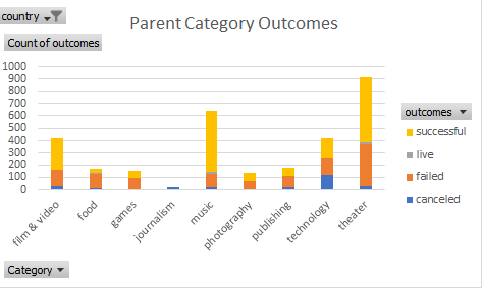 country
Parent Category Outcomes
Count of outcomes
1000
900
800
700
600
500
400
300
200
100
0
film & video
food
games
journalism
music
photography
publishing
technology
theater
outcomes
successful
live
failed
canceled
Category